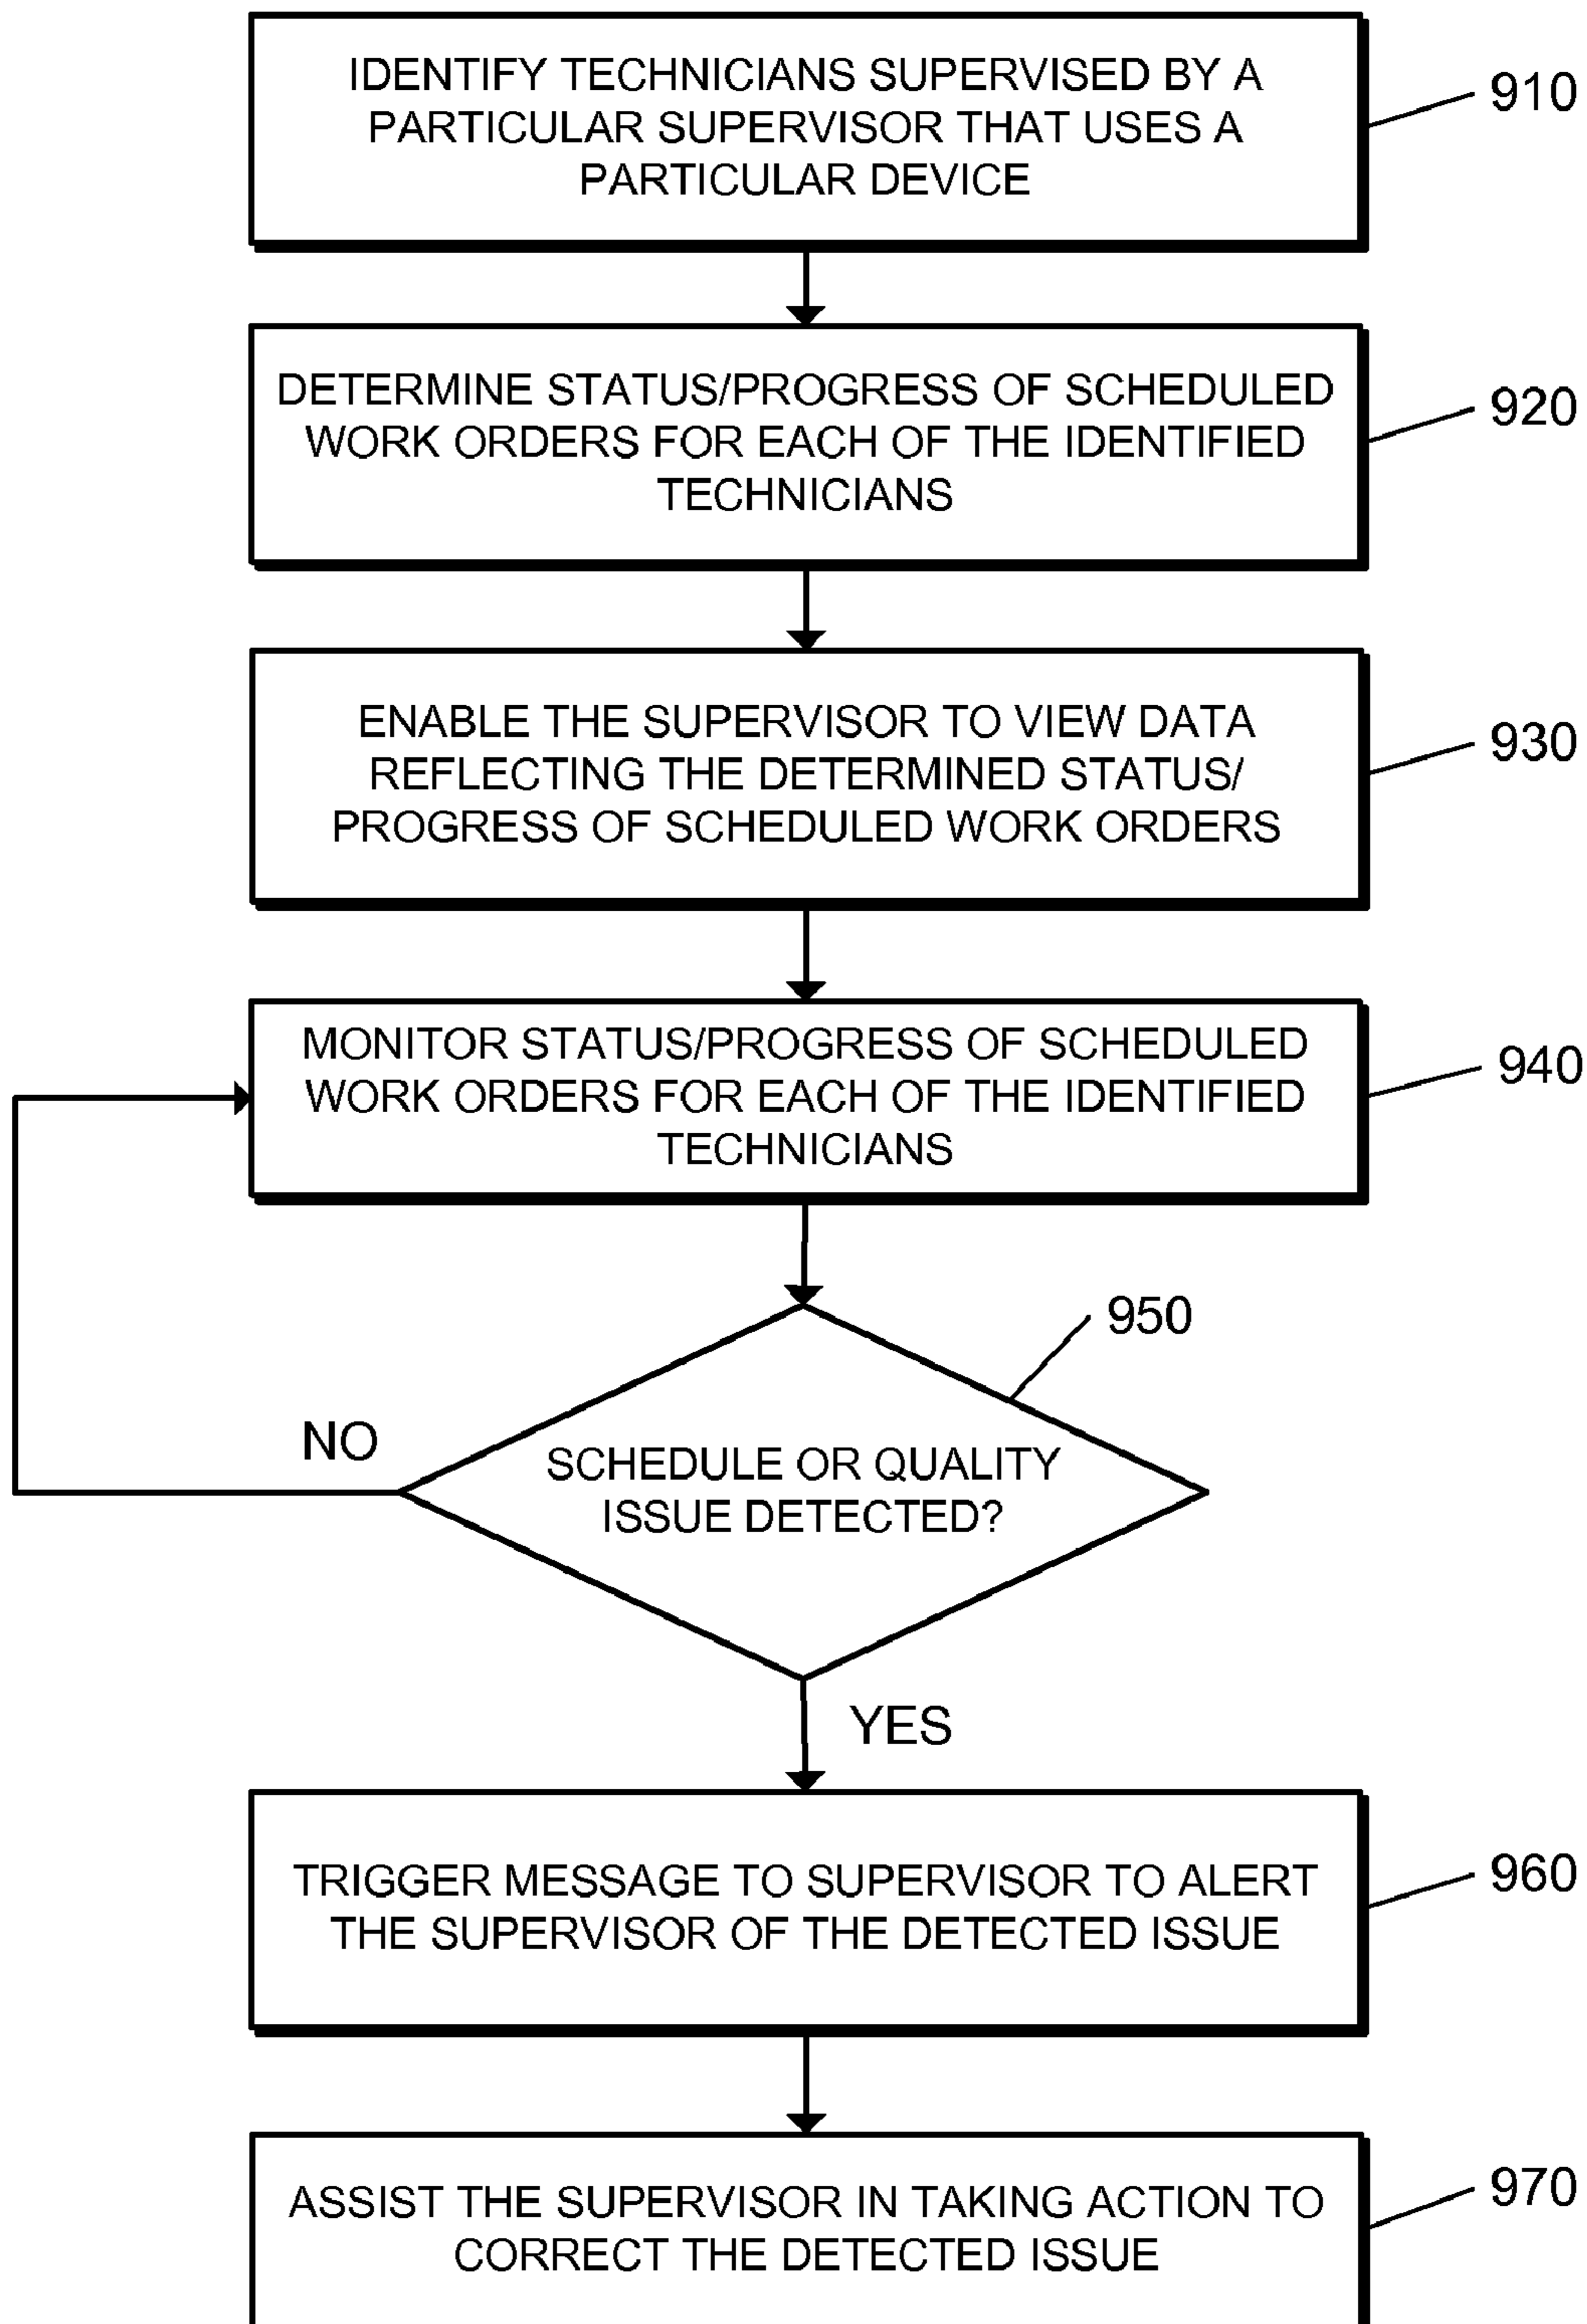 IDENTIFY TECHNICIANS SUPERVISED BY A
PARTICULAR SUPERVISOR THAT USES A
PARTICULAR DEVICE
910
DETERMINE STATUS/PROGRESS OF SCHEDULED
WORK ORDERS FOR EACH OF THE IDENTIFIED
TECHNICIANS
920
ENABLE THE SUPERVISOR TO VIEW DATA
REFLECTING THE DETERMINED STATUS/
PROGRESS OF SCHEDULED WORK ORDERS
930
MONITOR STATUS/PROGRESS OF SCHEDULED
WORK ORDERS FOR EACH OF THE IDENTIFIED
TECHNICIANS
940
950
NO
SCHEDULE OR QUALITY
ISSUE DETECTED?
YES
TRIGGER MESSAGE TO SUPERVISOR TO ALERT
THE SUPERVISOR OF THE DETECTED ISSUE
960
ASSIST THE SUPERVISOR IN TAKING ACTION TO
CORRECT THE DETECTED ISSUE
970